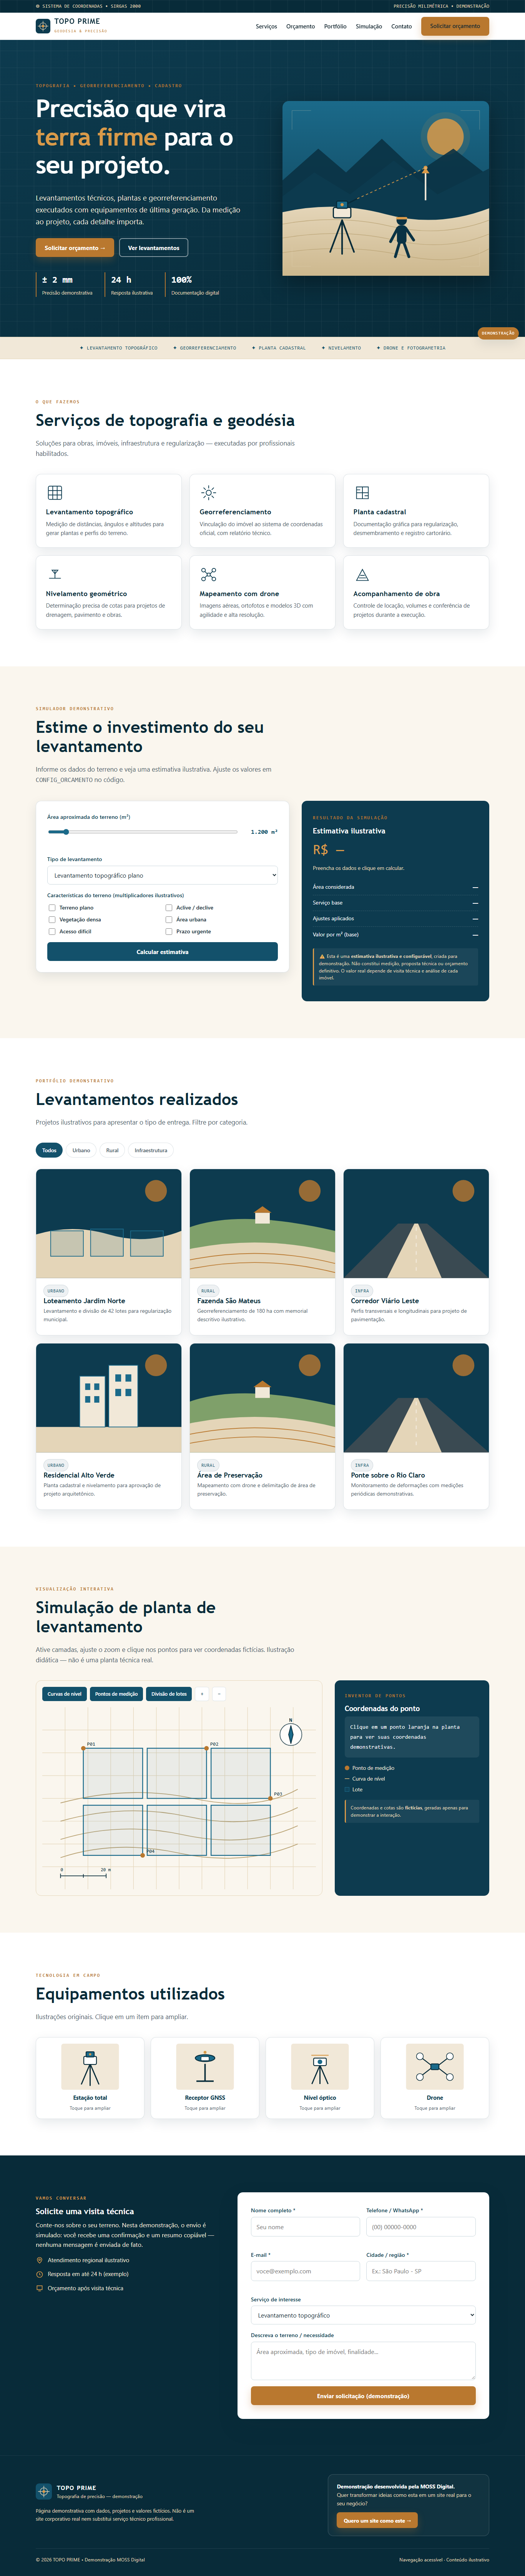 SISTEMA DE COORDENADAS • SIRGAS 2000
PRECISÃO MILIMÉTRICA • DEMONSTRAÇÃO
TOPO PRIME
GEODÉSIA & PRECISÃO
Serviços
Orçamento
Portfólio
Simulação
Contato
Solicitar orçamento
TOPOGRAFIA • GEORREFERENCIAMENTO • CADASTRO
Precisão que vira
terra firme para o
seu projeto.
Levantamentos técnicos, plantas e georreferenciamento
executados com equipamentos de última geração. Da medição
ao projeto, cada detalhe importa.
Solicitar orçamento →
Ver levantamentos
± 2 mm
Precisão demonstrativa
24 h
Resposta ilustrativa
100%
Documentação digital
DEMONSTRAÇÃO
✦ LEVANTAMENTO TOPOGRÁFICO
✦ GEORREFERENCIAMENTO
✦ PLANTA CADASTRAL
✦ NIVELAMENTO
✦ DRONE E FOTOGRAMETRIA
O QUE FAZEMOS
Serviços de topografia e geodésia
Soluções para obras, imóveis, infraestrutura e regularização — executadas por profissionais
habilitados.
Levantamento topográfico
Medição de distâncias, ângulos e altitudes para
gerar plantas e perfis do terreno.
Georreferenciamento
Vinculação do imóvel ao sistema de coordenadas
oficial, com relatório técnico.
Planta cadastral
Documentação gráfica para regularização,
desmembramento e registro cartorário.
Nivelamento geométrico
Determinação precisa de cotas para projetos de
drenagem, pavimento e obras.
Mapeamento com drone
Imagens aéreas, ortofotos e modelos 3D com
agilidade e alta resolução.
Acompanhamento de obra
Controle de locação, volumes e conferência de
projetos durante a execução.
SIMULADOR DEMONSTRATIVO
Estime o investimento do seu
levantamento
Informe os dados do terreno e veja uma estimativa ilustrativa. Ajuste os valores em
CONFIG_ORCAMENTO no código.
Área aproximada do terreno (m²)
1.200 m²
Tipo de levantamento
Levantamento topográfico plano
Características do terreno (multiplicadores ilustrativos)
Terreno plano
Aclive / declive
Vegetação densa
Área urbana
Acesso difícil
Prazo urgente
Calcular estimativa
RESULTADO DA SIMULAÇÃO
Estimativa ilustrativa
R$ —
Preencha os dados e clique em calcular.
Área considerada —
Serviço base —
Ajustes aplicados —
Valor por m² (base) —
⚠ Esta é uma estimativa ilustrativa e configurável, criada para
demonstração. Não constitui medição, proposta técnica ou orçamento
definitivo. O valor real depende de visita técnica e análise de cada
imóvel.
PORTFÓLIO DEMONSTRATIVO
Levantamentos realizados
Projetos ilustrativos para apresentar o tipo de entrega. Filtre por categoria.
Todos
Urbano
Rural
Infraestrutura
URBANO
Loteamento Jardim Norte
Levantamento e divisão de 42 lotes para regularização
municipal.
RURAL
Fazenda São Mateus
Georreferenciamento de 180 ha com memorial
descritivo ilustrativo.
INFRA
Corredor Viário Leste
Perfis transversais e longitudinais para projeto de
pavimentação.
URBANO
Residencial Alto Verde
Planta cadastral e nivelamento para aprovação de
projeto arquitetônico.
RURAL
Área de Preservação
Mapeamento com drone e delimitação de área de
preservação.
INFRA
Ponte sobre o Rio Claro
Monitoramento de deformações com medições
periódicas demonstrativas.
VISUALIZAÇÃO INTERATIVA
Simulação de planta de
levantamento
Ative camadas, ajuste o zoom e clique nos pontos para ver coordenadas fictícias. Ilustração
didática — não é uma planta técnica real.
Curvas de nível
Pontos de medição
Divisão de lotes
+
−
N
P01
P02
P03
P04
0
20 m
INVENTOR DE PONTOS
Coordenadas do ponto
Clique em um ponto laranja na planta
para ver suas coordenadas
demonstrativas.
Ponto de medição
Curva de nível
Lote
Coordenadas e cotas são fictícias, geradas apenas para
demonstrar a interação.
TECNOLOGIA EM CAMPO
Equipamentos utilizados
Ilustrações originais. Clique em um item para ampliar.
Estação total
Toque para ampliar
Receptor GNSS
Toque para ampliar
Nível óptico
Toque para ampliar
Drone
Toque para ampliar
VAMOS CONVERSAR
Solicite uma visita técnica
Conte-nos sobre o seu terreno. Nesta demonstração, o envio é
simulado: você recebe uma confirmação e um resumo copiável —
nenhuma mensagem é enviada de fato.
Atendimento regional ilustrativo
Resposta em até 24 h (exemplo)
Orçamento após visita técnica
Nome completo *
Seu nome
Telefone / WhatsApp *
(00) 00000-0000
E-mail *
voce@exemplo.com
Cidade / região *
Ex.: São Paulo - SP
Serviço de interesse
Levantamento topográfico
Descreva o terreno / necessidade
Área aproximada, tipo de imóvel, finalidade...
Enviar solicitação (demonstração)
TOPO PRIME
Topografia de precisão — demonstração
Página demonstrativa com dados, projetos e valores fictícios. Não é um
site corporativo real nem substitui serviço técnico profissional.
Demonstração desenvolvida pela MOSS Digital.
Quer transformar ideias como esta em um site real para o
seu negócio?
Quero um site como este →
© 2026 TOPO PRIME • Demonstração MOSS Digital
Navegação acessível · Conteúdo ilustrativo